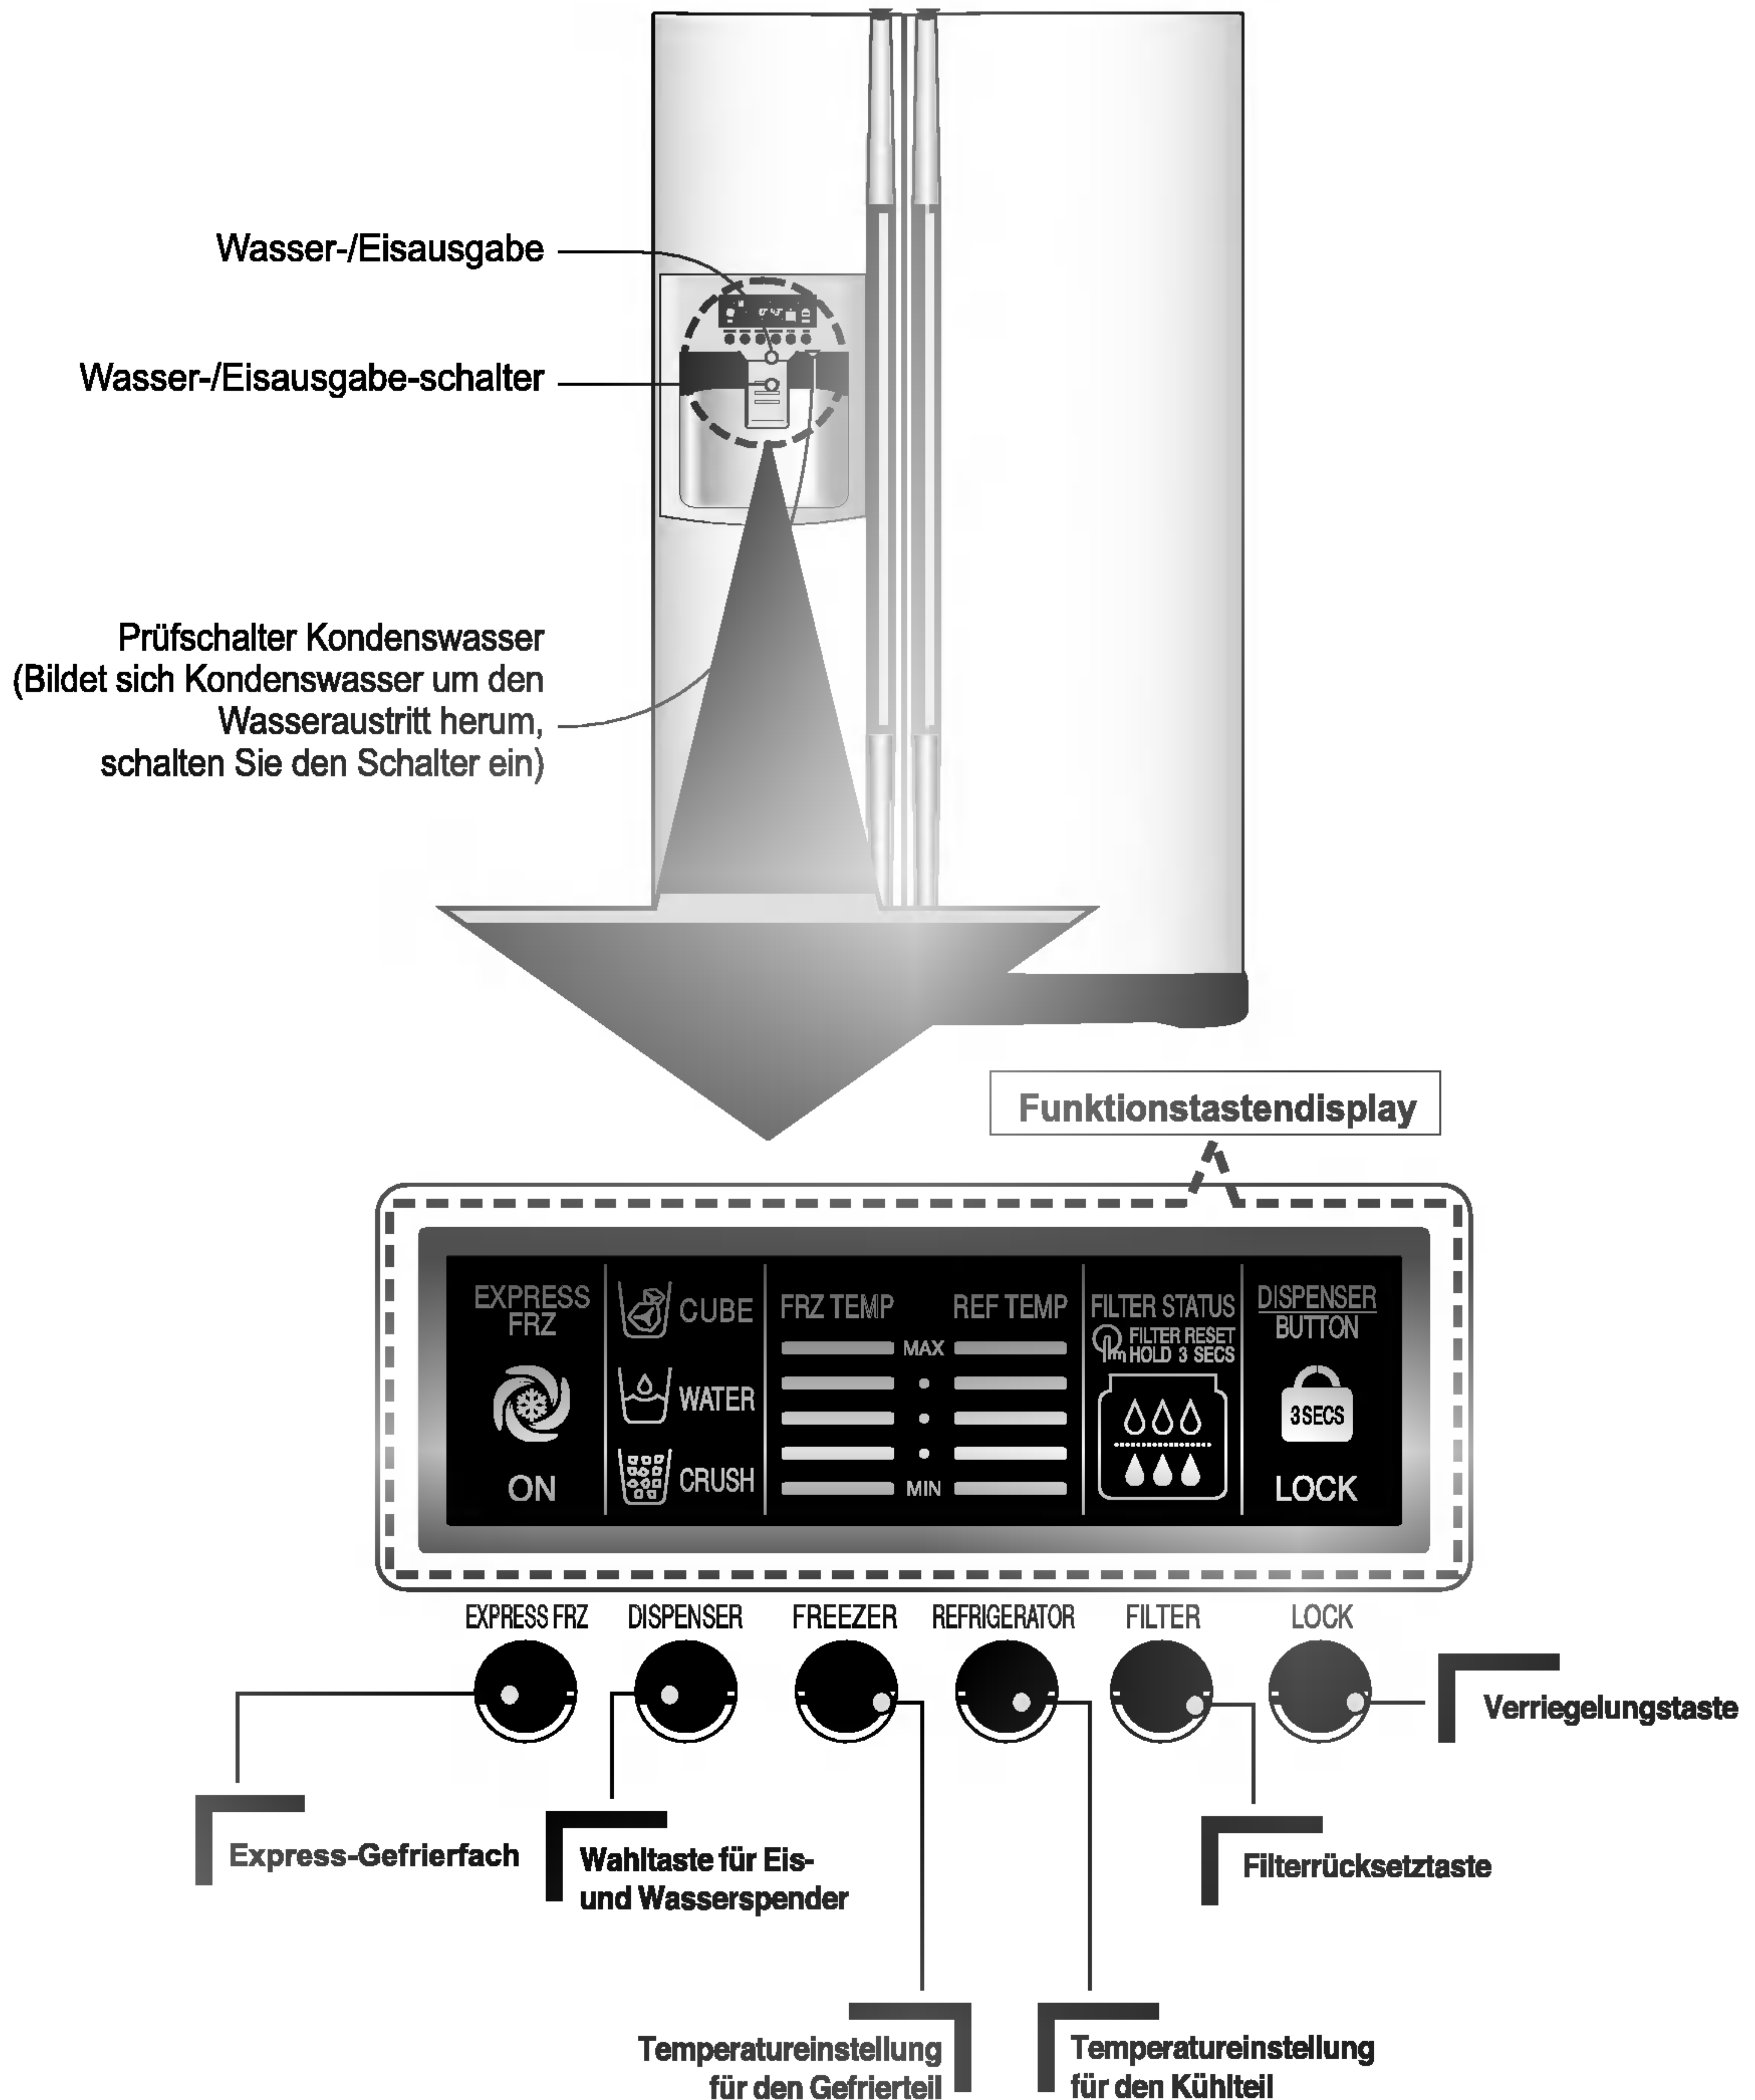 Wasser-/Eisausgabe
Wasser-/Eisausgabe-schalter
Prüfschalter Kondenswasser
(Bildet sich Kondenswasser um den
Wasseraustritt herum,
schalten Sie den Schalter ein)
Funktionstastendisplay
EXPRESS
FRZ
ON
CUBE
WATER
CRUSH
FRZ TEMP
REF TEMP
MAX
MIN
FILTER STATUS
FILTER RESET
HOLD 3 SECS
DISPENSER
BUTTON
3 SECS
LOCK
EXPRESS FRZ
DISPENSER
FREEZER
REFRIGERATOR
FILTER
LOCK
Verriegelungstaste
Express-Gefrierfach
Wahltaste für Eis-
und Wasserspender
Filterrücksetztaste
Temperatureinstellung
für den Gefrierteil
Temperatureinstellung
für den Kühlteil